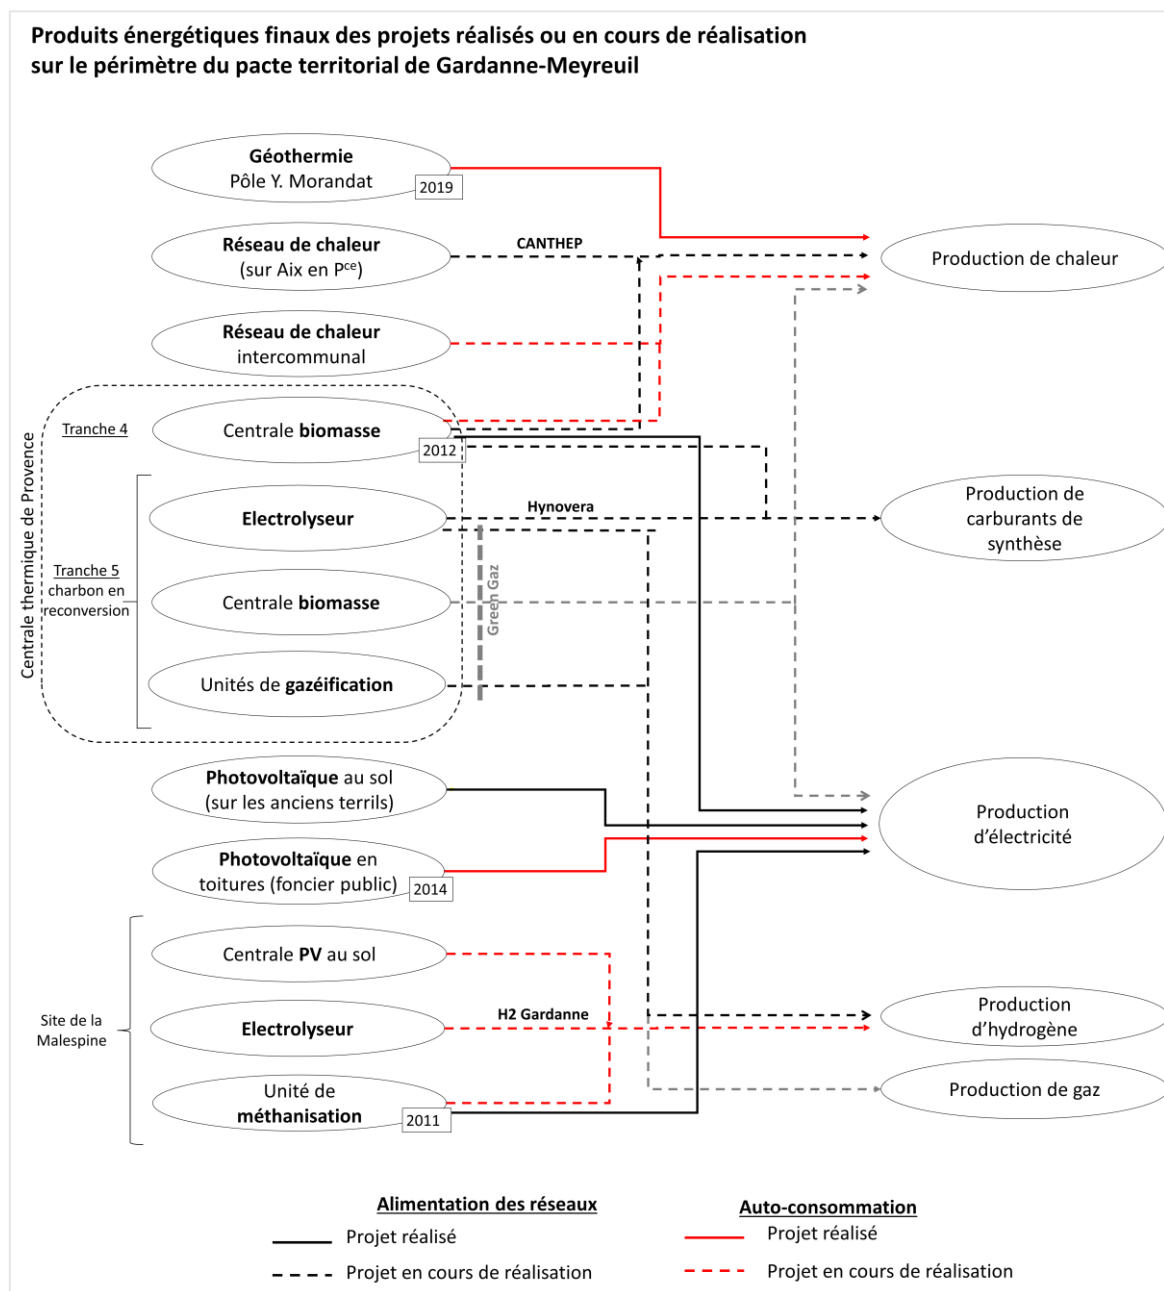 Produits énergétiques finaux des projets réalisés ou en cours de réalisation
sur le périmètre du pacte territorial de Gardanne-Meyreuil
Géothermie
Pôle Y. Morandat
2019
Réseau de chaleur
(sur Aix en Pce)
CANTHEP
Production de chaleur
Réseau de chaleur
intercommunal
Centrale thermique de Provence
Tranche 4
Centrale biomasse
2012
Tranche 5
charbon en
reconversion
Electrolyseur
Hynovera
Production de
carburants de
synthèse
Green Gaz
Centrale biomasse
Unités de gazéification
Photovoltaïque au sol
(sur les anciens terrils)
Production
d'électricité
Photovoltaïque en
toitures (foncier public)
2014
Site de la
Malespine
Centrale PV au sol
Electrolyseur
H2 Gardanne
Production
d'hydrogène
Unité de
méthanisation
2011
Production de gaz
Alimentation des réseaux
Projet réalisé
Projet en cours de réalisation
Auto-consommation
Projet réalisé
Projet en cours de réalisation